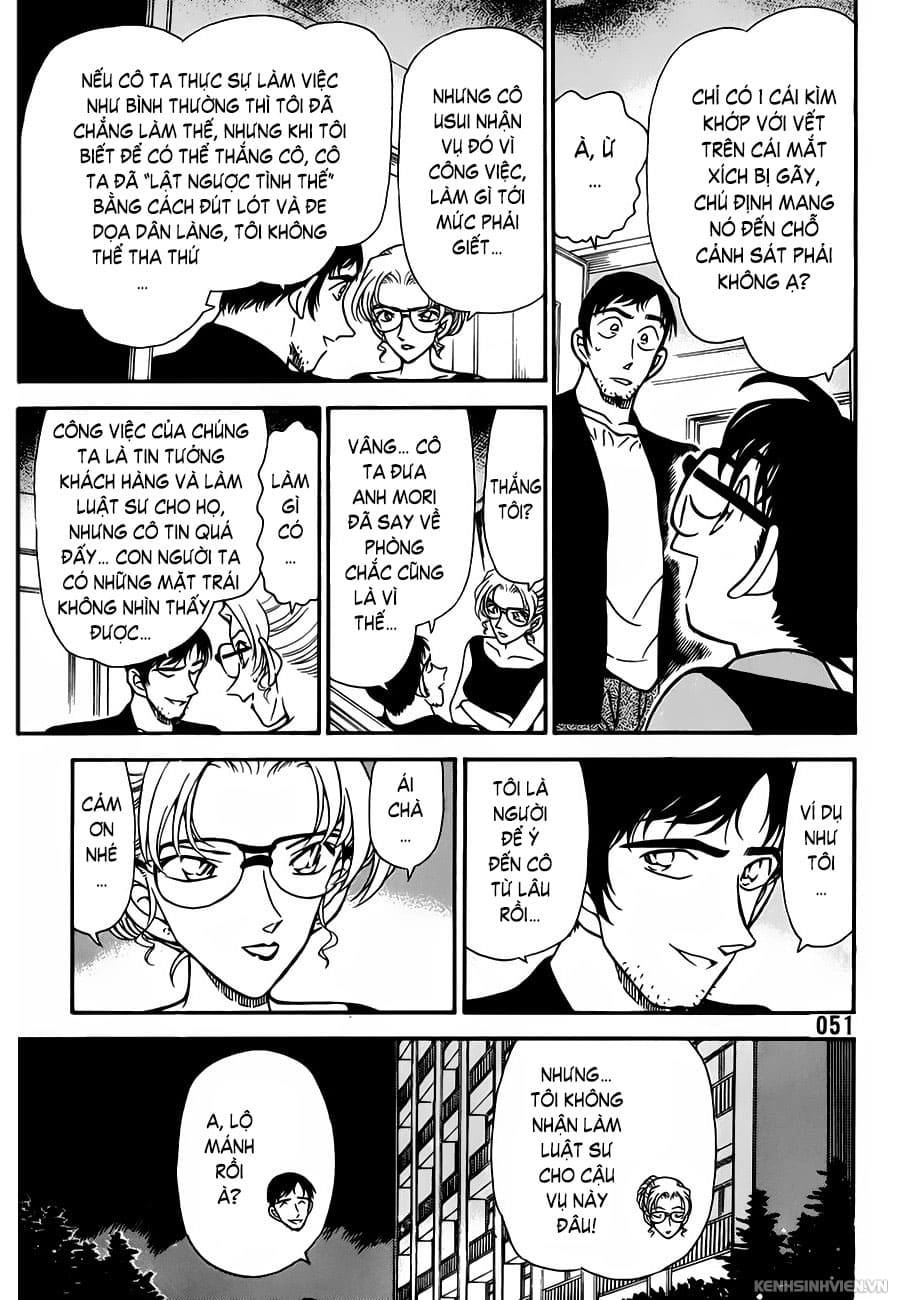 CHỈ CÓ 1 CÁI KÌM
KHỚP VỚI VẾT
TRÊN CÁI MẮT
XÍCH BỊ GÃY,
CHÚ ĐỊNH MANG
NÓ ĐẾN CHỖ
CẢNH SÁT PHẢI
KHÔNG Ạ?
À, Ừ
...
NHƯNG CÔ
USUI NHẬN
VỤ ĐÓ VÌ
CÔNG VIỆC,
LÀM GÌ TỚI
MỨC PHẢI
GIẾT...
NẾU CÔ TA THỰC SỰ LÀM VIỆC
NHƯ BÌNH THƯỜNG THÌ TÔI ĐÃ
CHẲNG LÀM THẾ, NHƯNG KHI TÔI
BIẾT ĐỂ CÓ THỂ THẮNG CÔ, CÔ
TA ĐÃ "LẬT NGƯỢC TÌNH THẾ"
BẰNG CÁCH ĐÚT LÓT VÀ ĐE
DỌA DÂN LÀNG, TÔI KHÔNG
THỂ THA THỨ
...
THẮNG
TÔI?
VÂNG... CÔ
TA ĐƯA
ANH MORI
ĐÃ SAY VỀ
PHÒNG
CHẮC CŨNG
LÀ VÌ
THẾ...
LÀM
GÌ
CÓ
...
CÔNG VIỆC CỦA CHÚNG
TA LÀ TIN TƯỞNG
KHÁCH HÀNG VÀ LÀM
LUẬT SƯ CHO HỌ,
NHƯNG CÔ TIN QUÁ
ĐẤY... CON NGƯỜI TA
CÓ NHỮNG MẶT TRÁI
KHÔNG NHÌN THẤY
ĐƯỢC...
VÍ DỤ
NHƯ
TÔI
...
TÔI LÀ
NGƯỜI
ĐỂ Ý
ĐẾN CÔ
TỪ LÂU
RỒI...
ÁI
CHÀ
...
CẢM
ƠN
NHÉ
...
051
NHƯNG...
TÔI KHÔNG
NHẬN LÀM
LUẬT SƯ
CHO CẬU
VỤ NÀY
ĐÂU!
A, LỘ
MÁNH
RỒI
À?
KENHSINHVIEN.VN